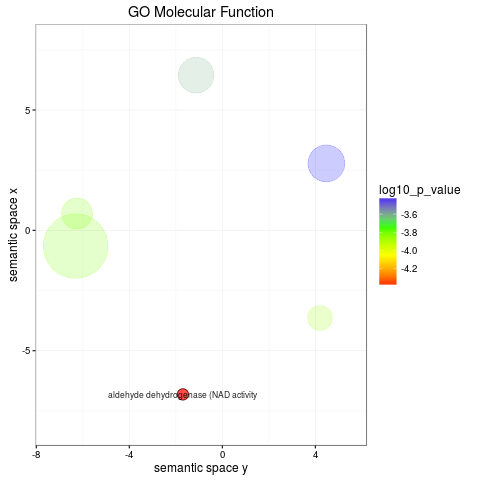 GO Molecular Function
5
0
-5
semantic space x
aldehyde dehydrogenase (NAD activity
-8
-4
0
4
semantic space y
log10_p_value
-3.6
-3.8
-4.0
-4.2